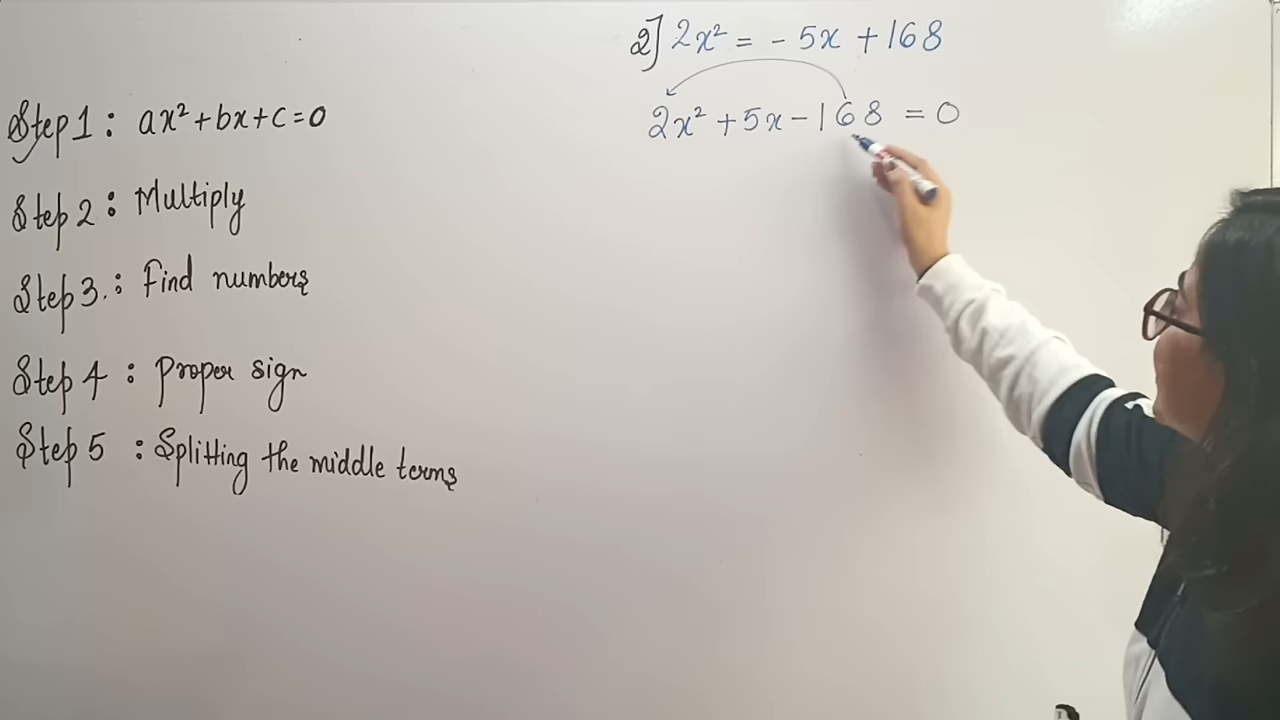 Step 1 : ax² + bx + c = 0
Step 2 : Multiply
Step 3 : Find numbers
Step 4 : Proper sign
Step 5 : Splitting the middle terms
2] 2x² = - 5x + 168
2x² + 5x - 168 = 0